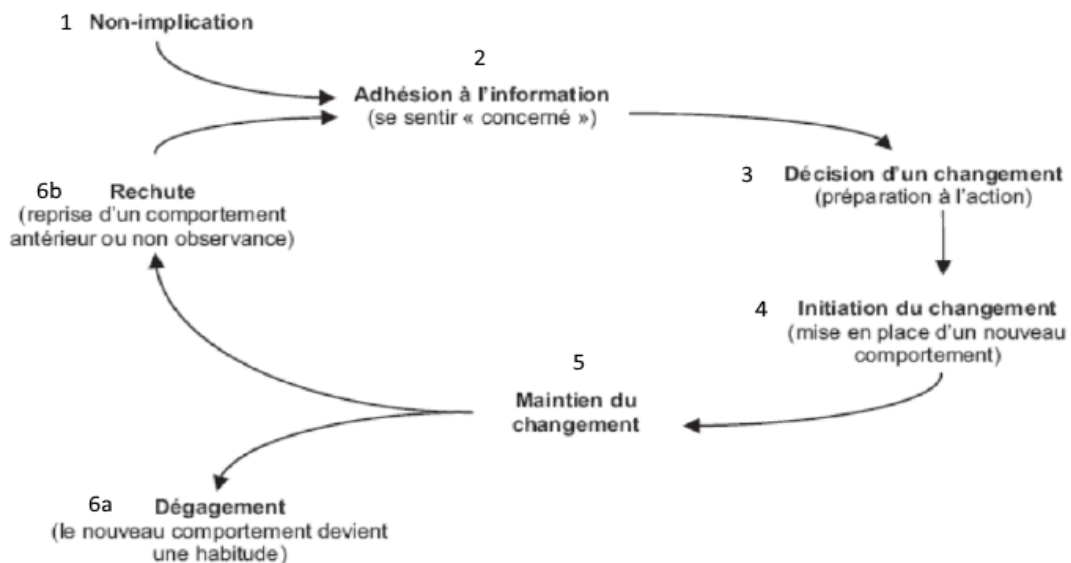 1 Non-implication
2
Adhésion à l'information
(se sentir « concerné »)
3 Décision d'un changement
(préparation à l'action)
4 Initiation du changement
(mise en place d'un nouveau
comportement)
5
Maintien du
changement
6b Rechute
(reprise d'un comportement
antérieur ou non observance)
6a Dégagement
(le nouveau comportement devient
une habitude)